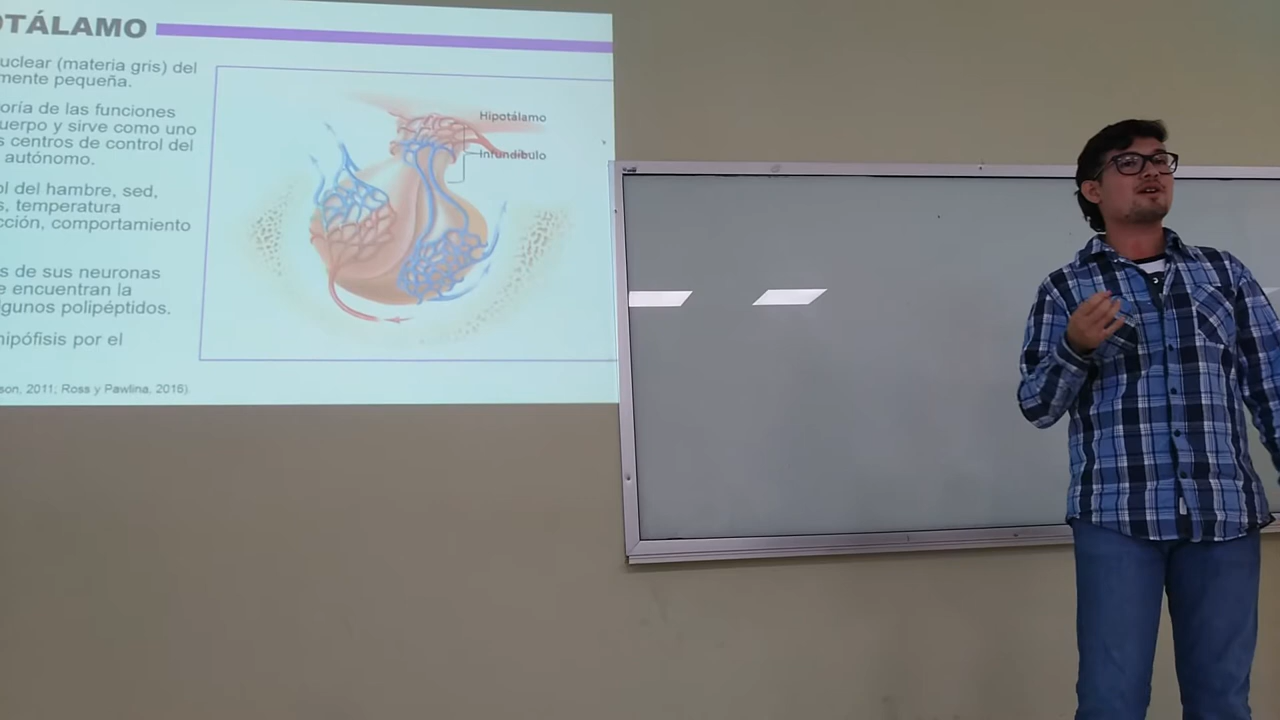 OTÁLAMO
uclear (materia gris) del
mente pequeña.
oría de las funciones
uerpo y sirve como uno
s centros de control del
autónomo.
ol del hambre, sed,
s, temperatura
cción, comportamiento
s de sus neuronas
e encuentran la
lgunos polipéptidos.
hipófisis por el
son, 2011; Ross y Pawlina, 2016).
Hipotálamo
Infundíbulo